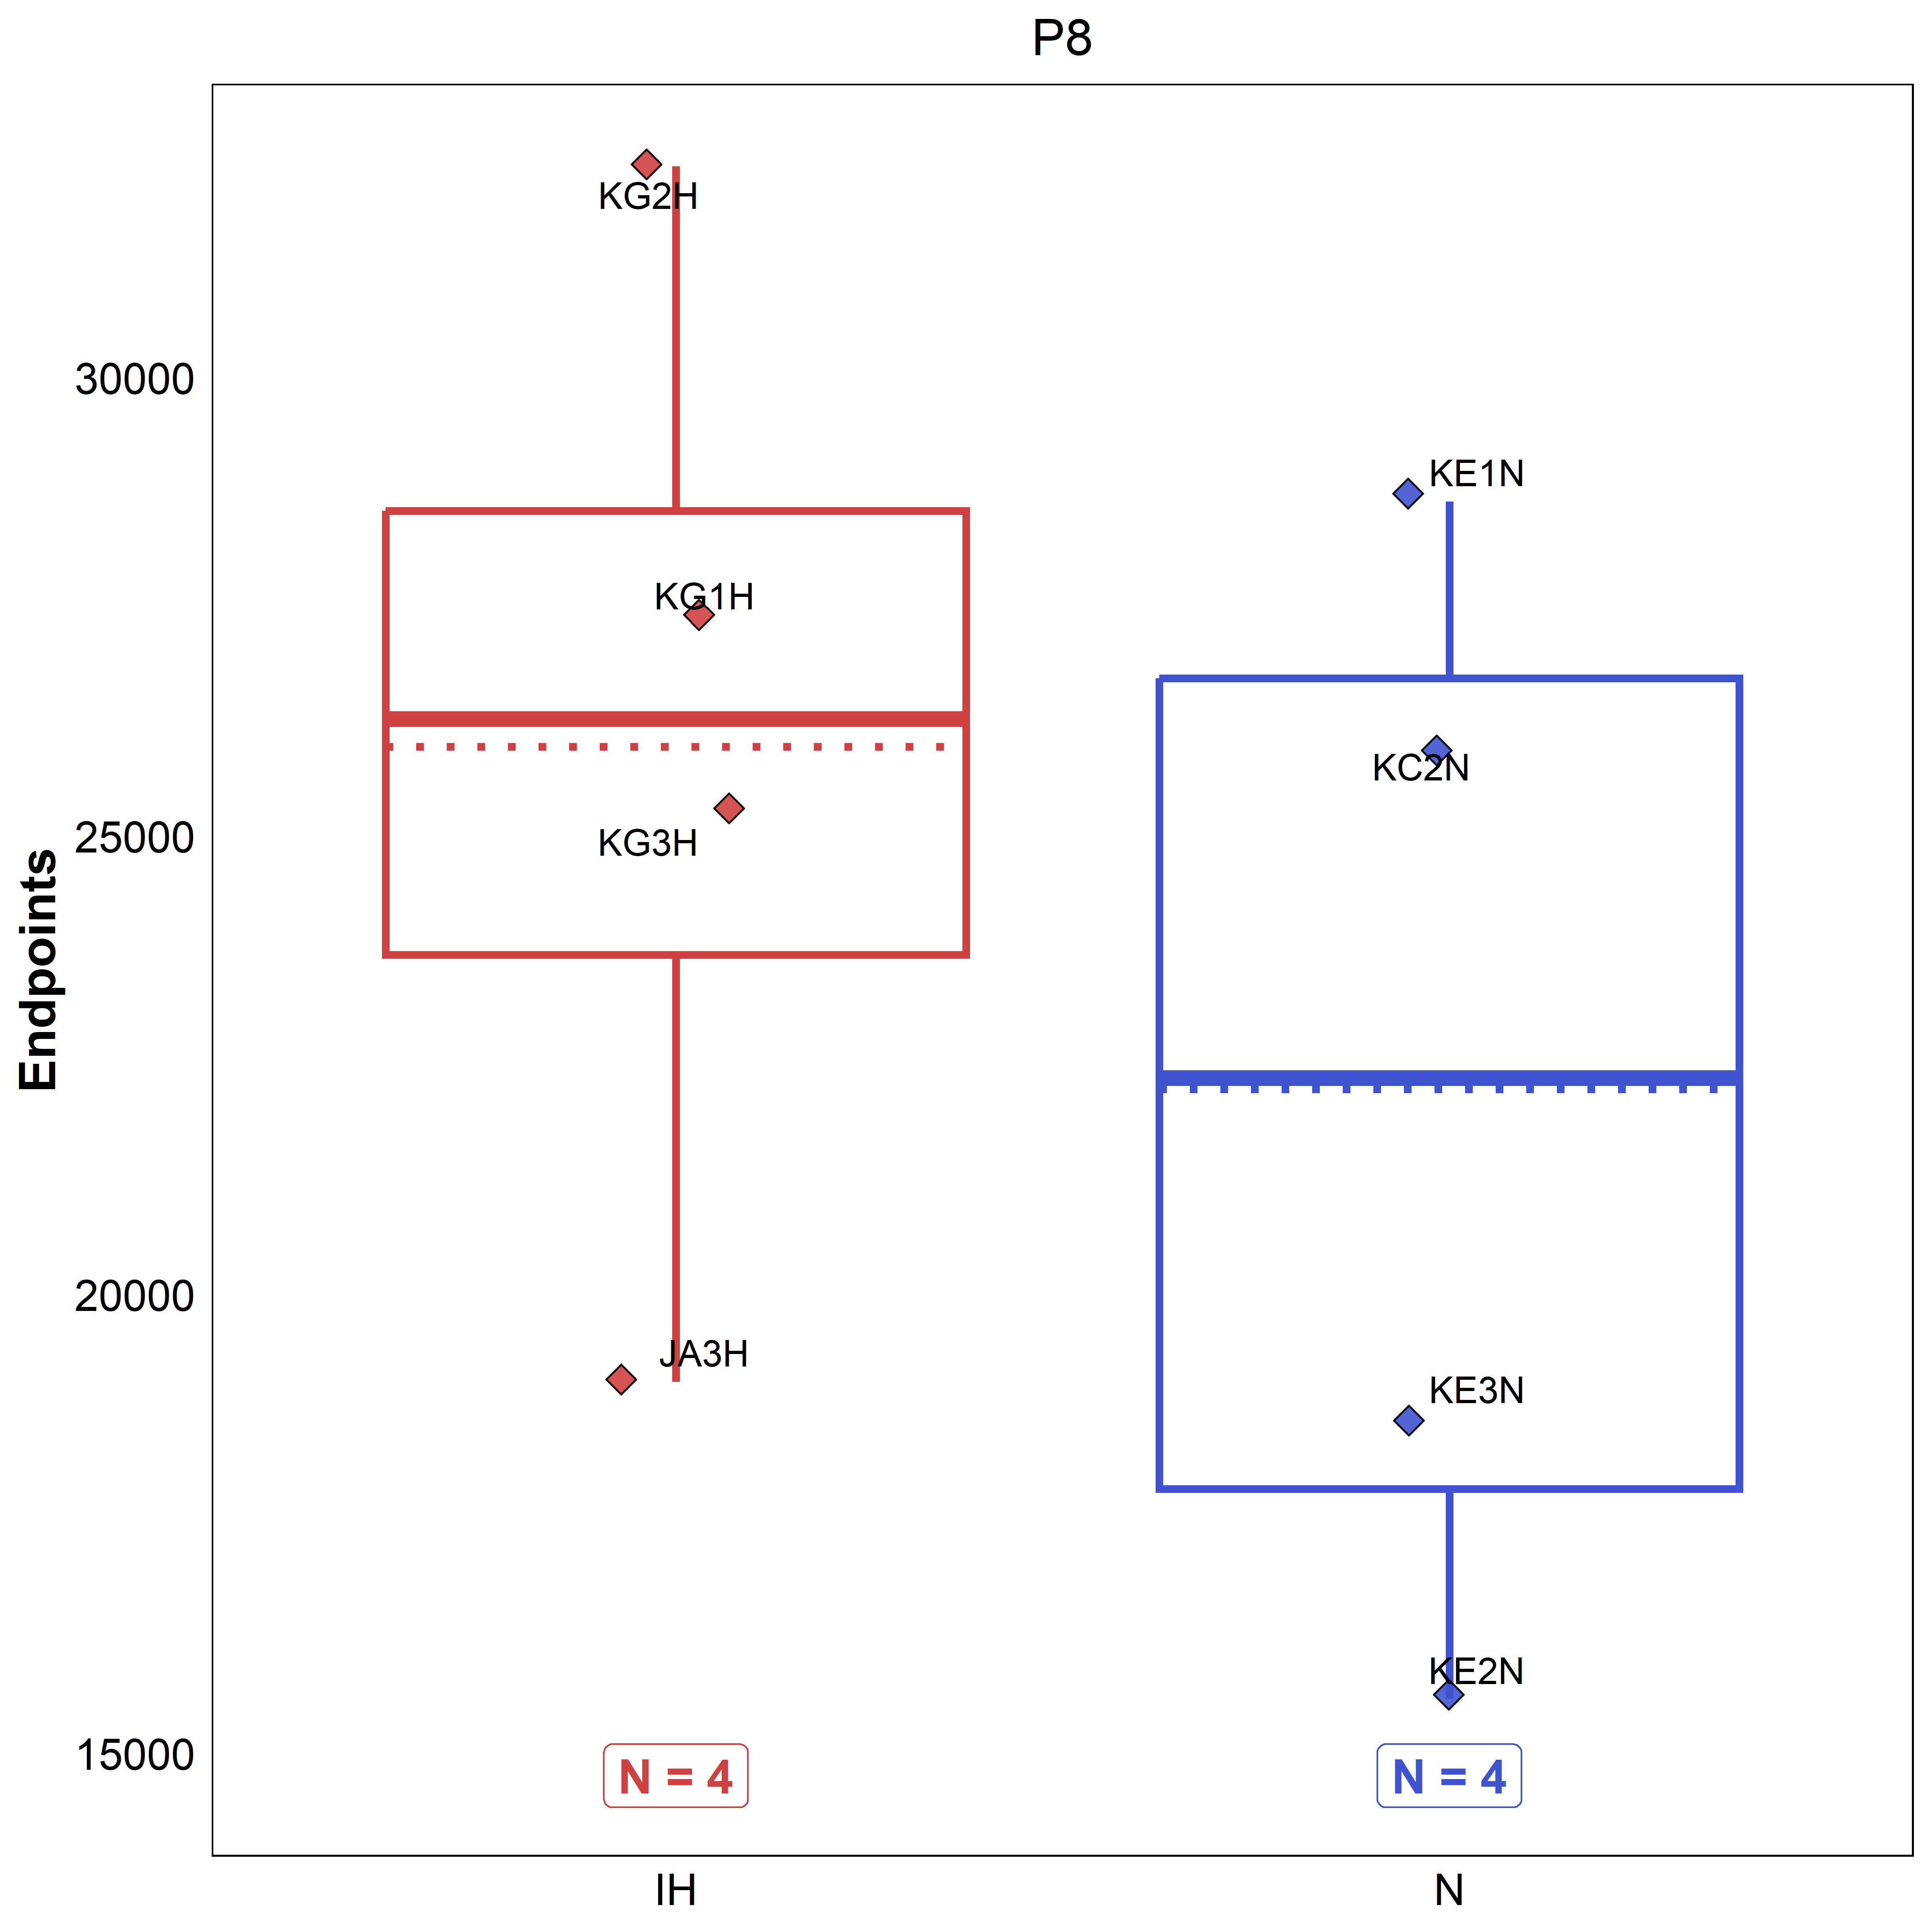 P8
Endpoints
30000
25000
20000
15000
KG2H
KG1H
KG3H
JA3H
KE1N
KC2N
KE3N
KE2N
N = 4
N = 4
IH
N